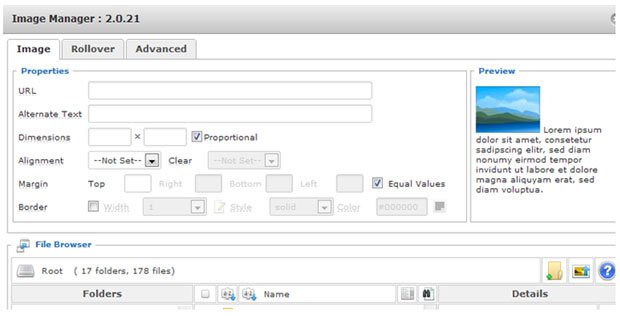 Image Manager : 2.0.21
Image Rollover Advanced
Properties
URL
Alternate Text
Dimensions × Proportional
Alignment --Not Set-- Clear --Not Set--
Margin Top Right Bottom Left Equal Values
Border Width 1 Style solid Color #000000
Preview
Lorem ipsum
dolor sit amet, consetetur
sadipscing elitr, sed diam
nonumy eirmod tempor
invidunt ut labore et dolore
magna aliquyam erat, sed
diam voluptua.
File Browser
Root ( 17 folders, 178 files)
Folders Name Details